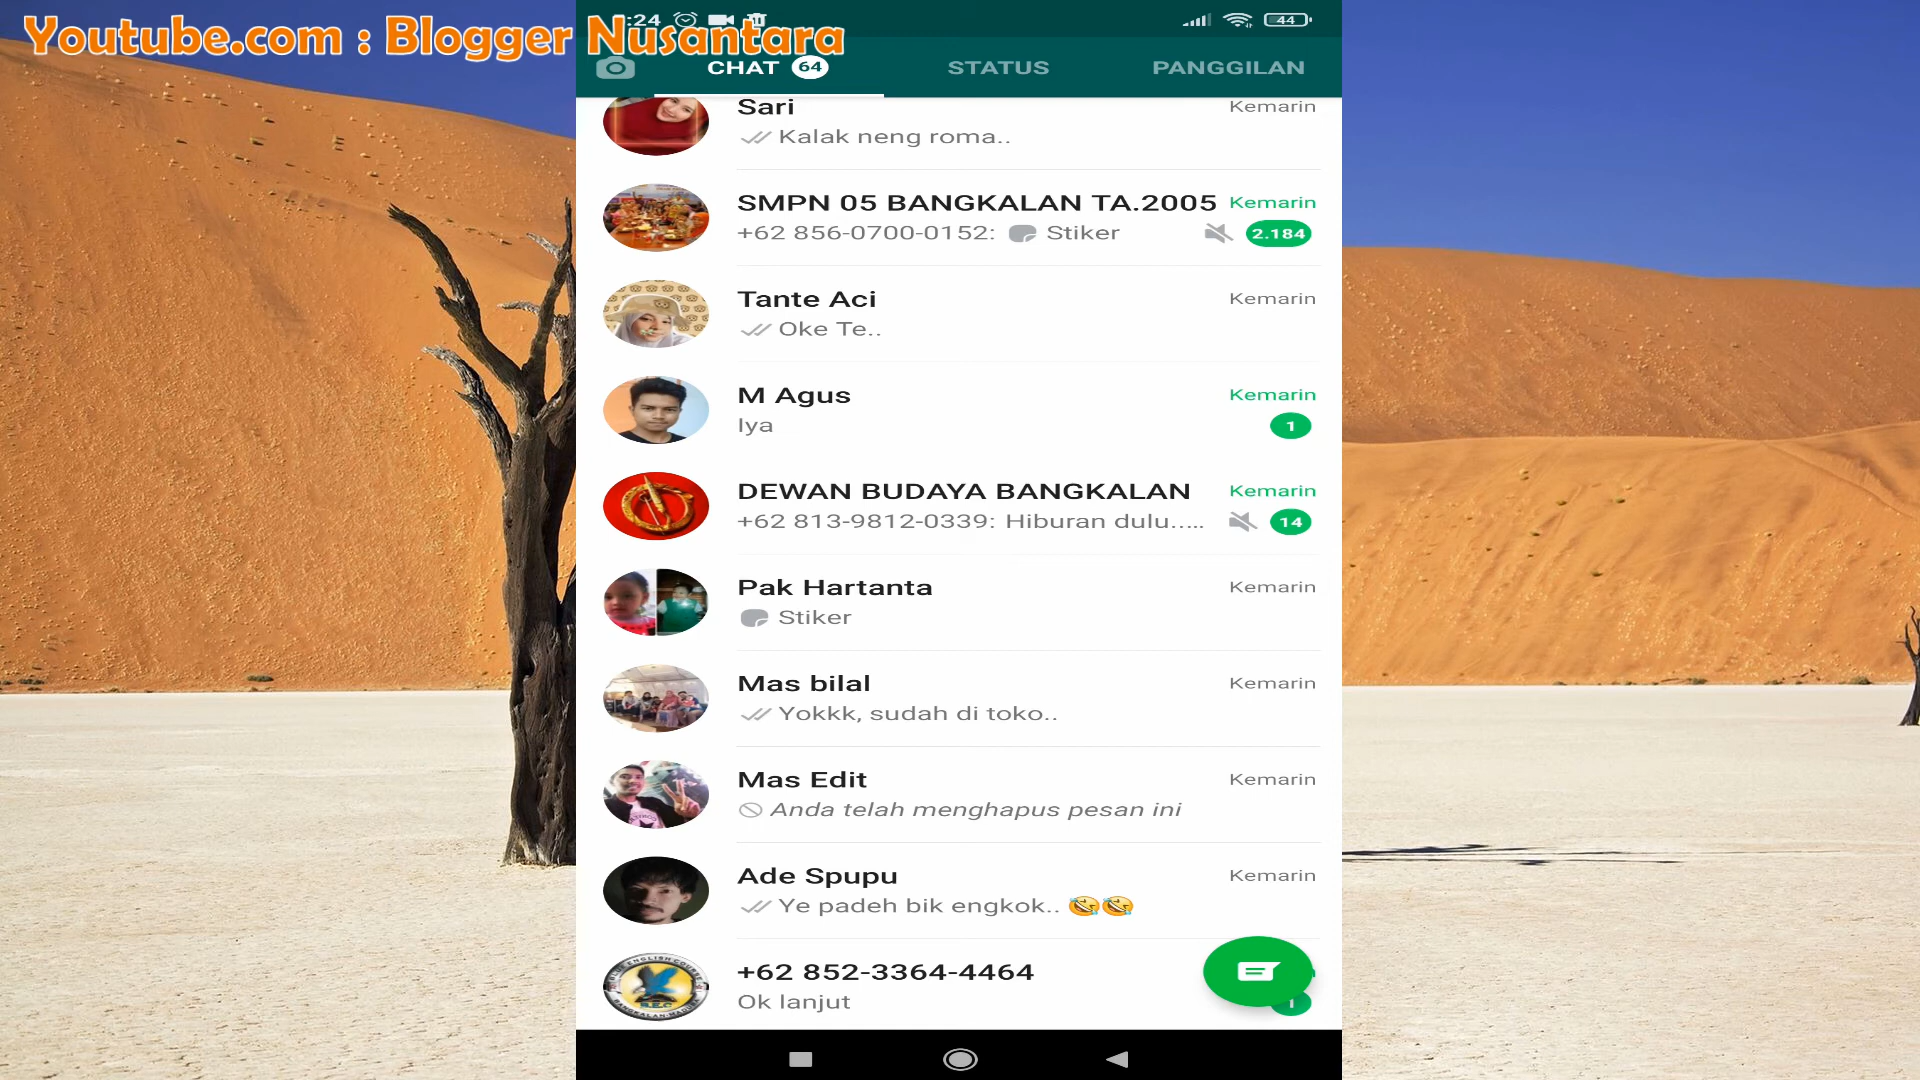 Youtube.com : Blogger Nusantara
:24
44
CHAT 64
STATUS
PANGGILAN
Sari
Kemarin
Kalak neng roma..
SMPN 05 BANGKALAN TA.2005
Kemarin
+62 856-0700-0152: Stiker
2.184
Tante Aci
Kemarin
Oke Te..
M Agus
Kemarin
Iya
1
DEWAN BUDAYA BANGKALAN
Kemarin
+62 813-9812-0339: Hiburan dulu.....
14
Pak Hartanta
Kemarin
Stiker
Mas bilal
Kemarin
Yokkk, sudah di toko..
Mas Edit
Kemarin
Anda telah menghapus pesan ini
Ade Spupu
Kemarin
Ye padeh bik engkok.. 🤣🤣
+62 852-3364-4464
Ok lanjut
1